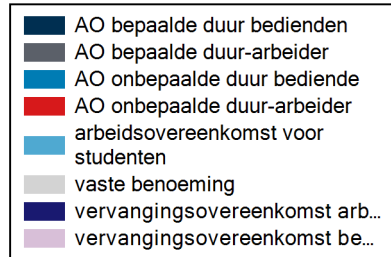 AO bepaalde duur bedienden
AO bepaalde duur-arbeider
AO onbepaalde duur bediende
AO onbepaalde duur-arbeider
arbeidsovereenkomst voor
studenten
vaste benoeming
vervangingsovereenkomst arb...
vervangingsovereenkomst be...